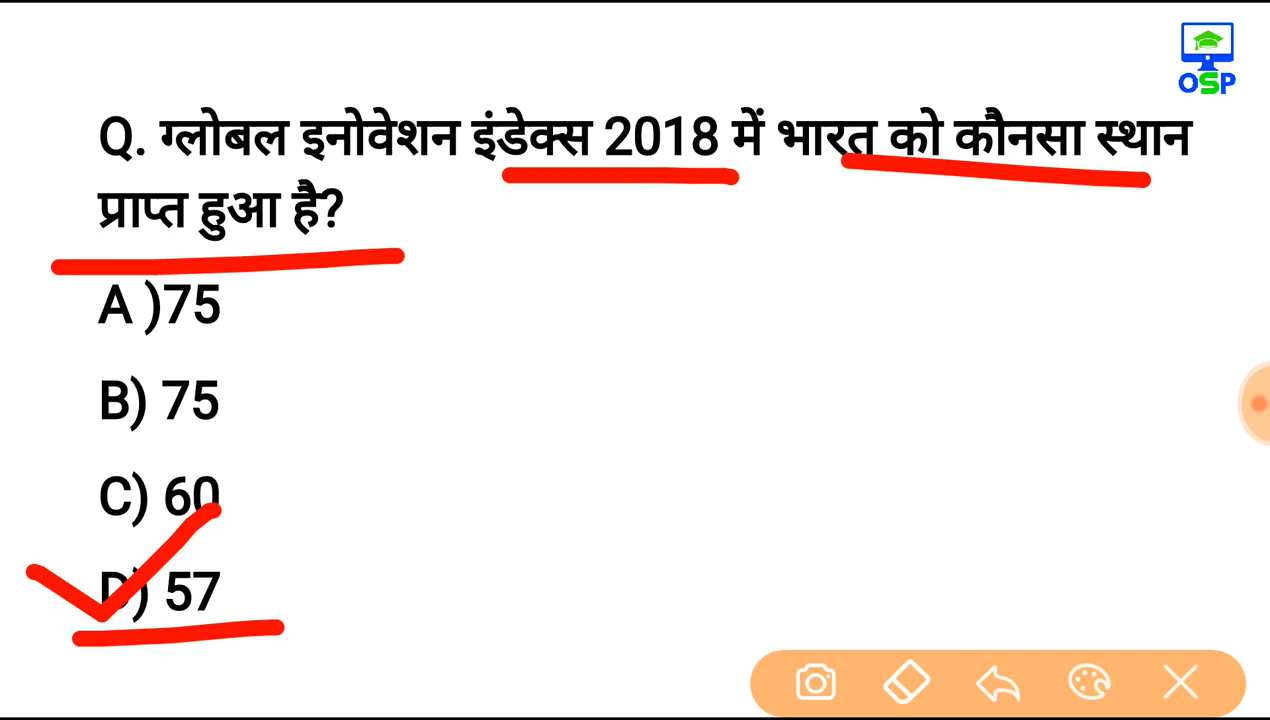 OSP
Q. ग्लोबल इनोवेशन इंडेक्स 2018 में भारत को कौनसा स्थान
प्राप्त हुआ है?
A )75
B) 75
C) 60
D) 57